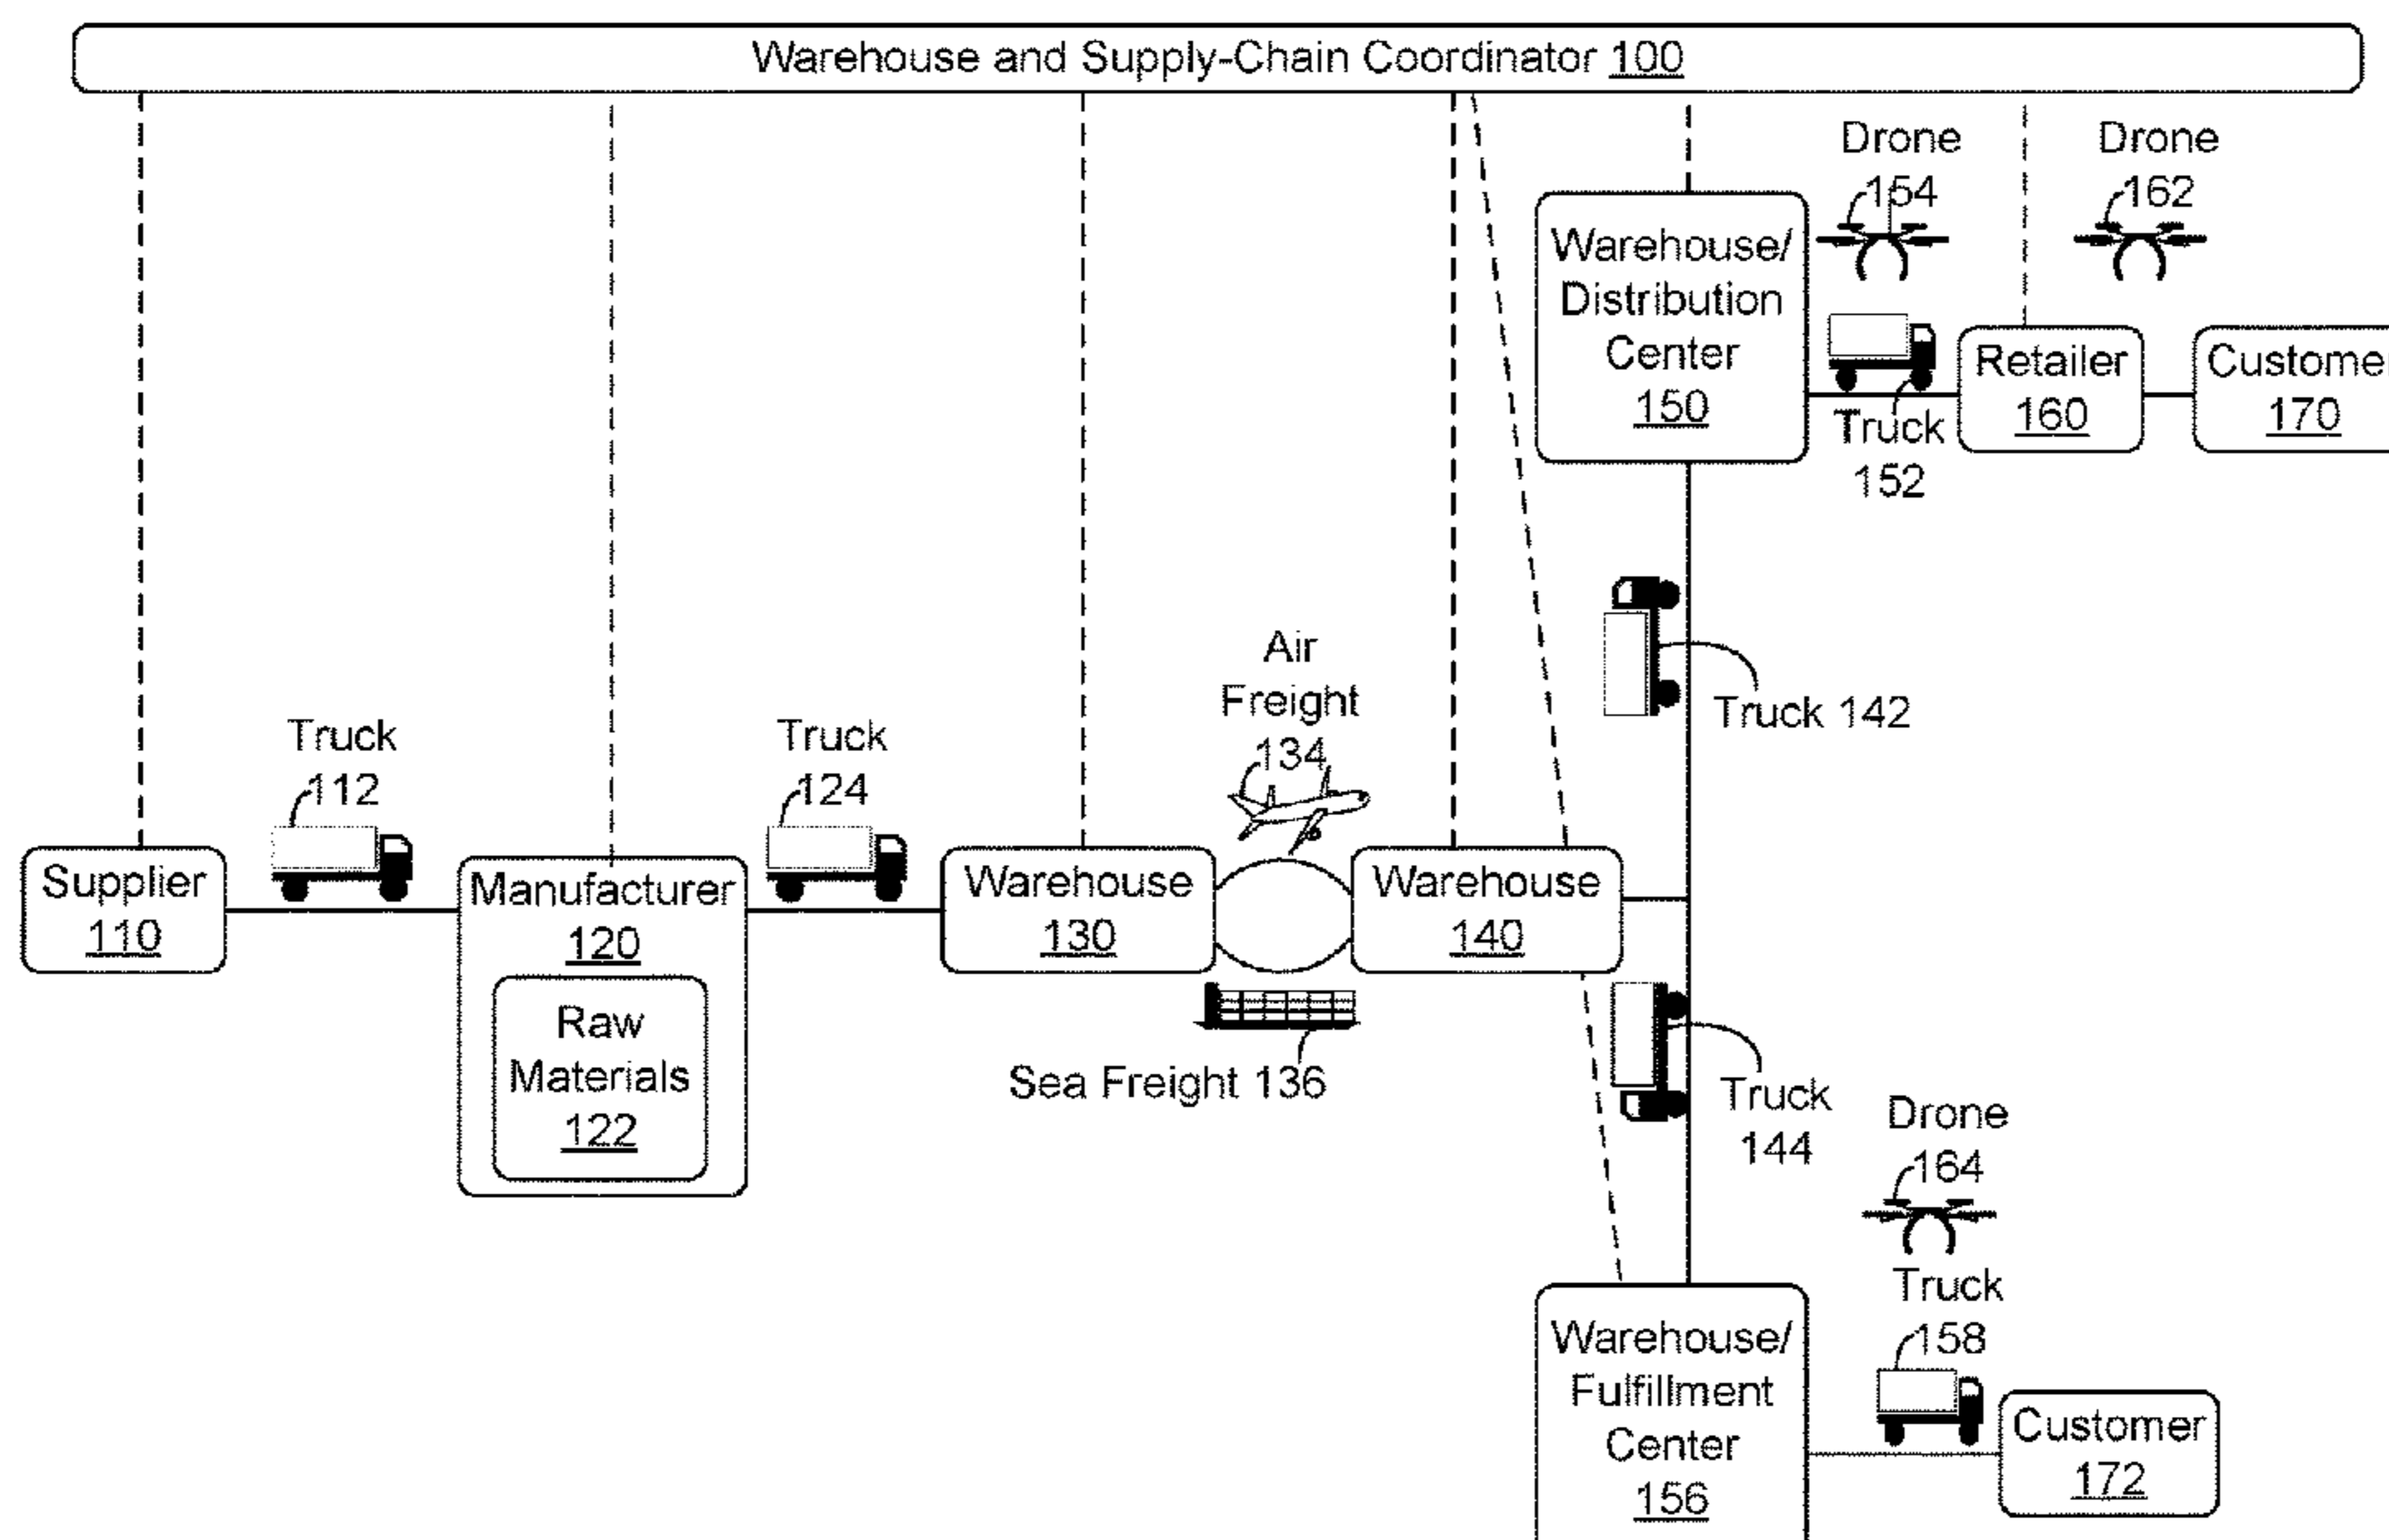 Warehouse and Supply-Chain Coordinator 100
Drone
154
Drone
162
Warehouse/
Distribution
Center
150
Retailer
160
Customer
170
Truck
152
Truck 142
Air
Freight
134
Truck
112
Truck
124
Supplier
110
Manufacturer
120
Raw
Materials
122
Warehouse
130
Warehouse
140
Sea Freight 136
Truck
144
Drone
164
Truck
158
Warehouse/
Fulfillment
Center
156
Customer
172